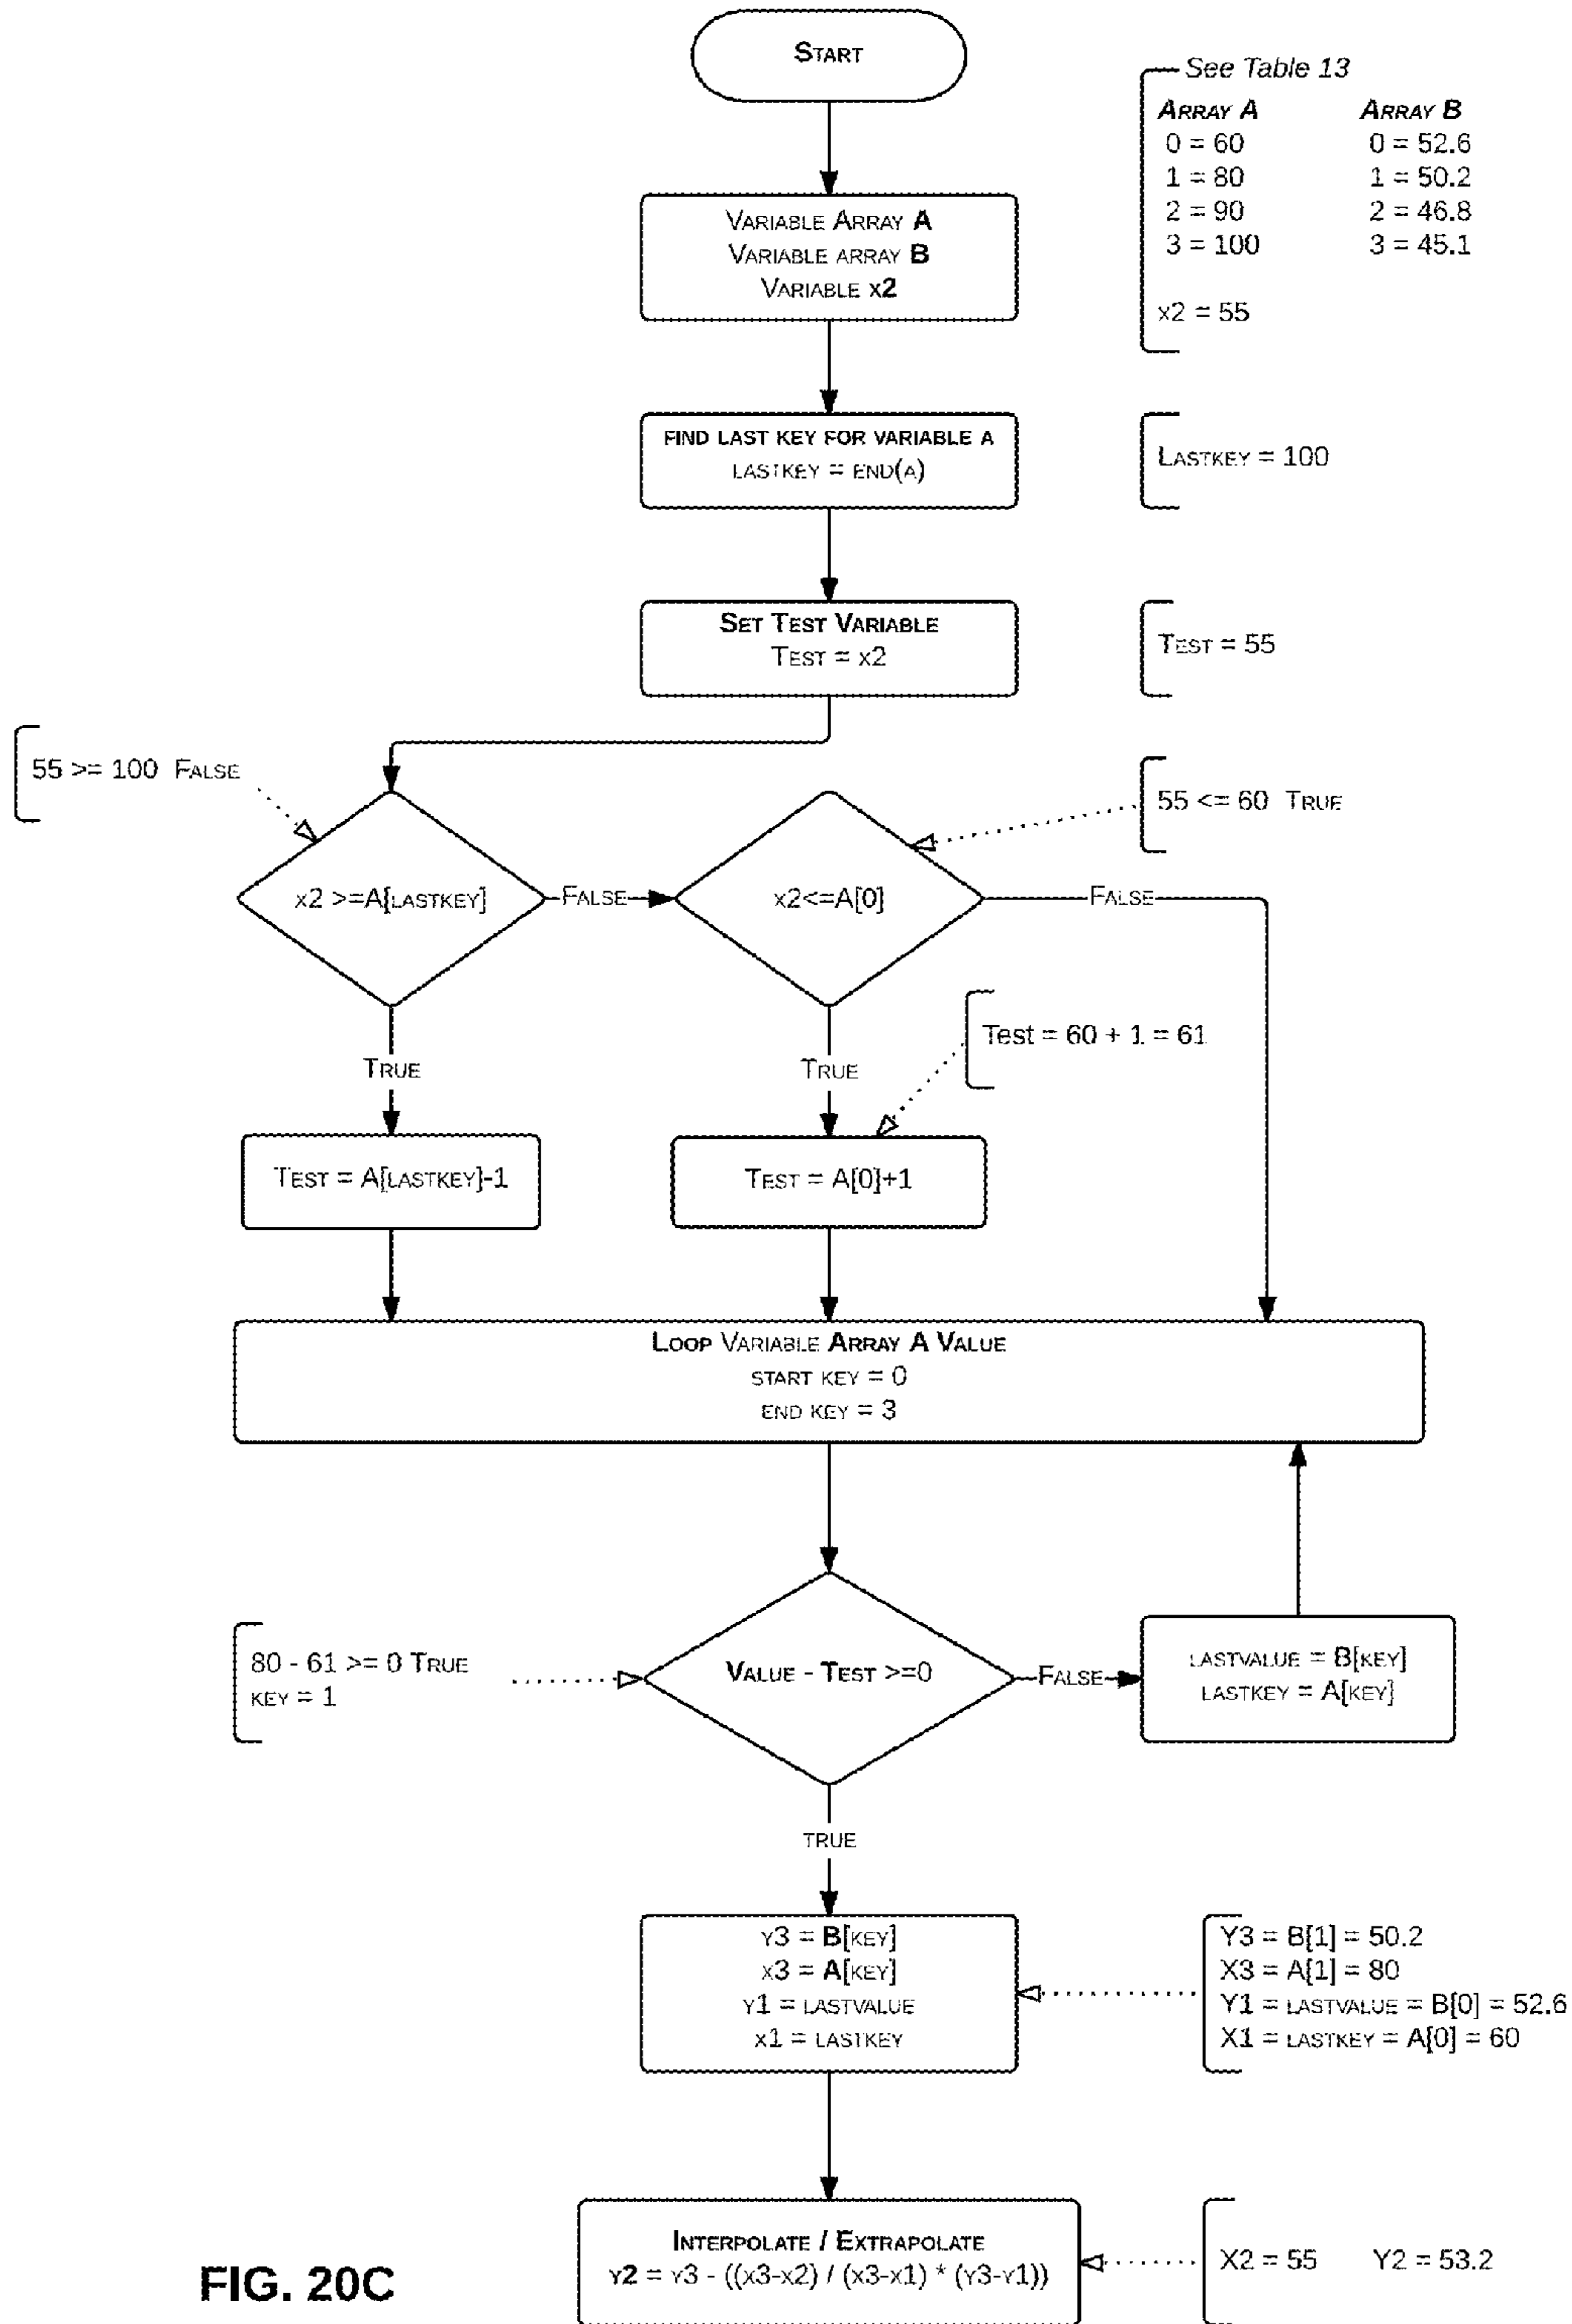 START
See Table 13
ARRAY A ARRAY B
0 = 60 0 = 52.6
1 = 80 1 = 50.2
2 = 90 2 = 46.8
3 = 100 3 = 45.1
x2 = 55
VARIABLE ARRAY A
VARIABLE ARRAY B
VARIABLE x2
FIND LAST KEY FOR VARIABLE A
LASTKEY = END(A)
LASTKEY = 100
SET TEST VARIABLE
TEST = x2
TEST = 55
55 >= 100 FALSE
55 <= 60 TRUE
x2 >=A[LASTKEY]
FALSE
x2<=A[0]
FALSE
Test = 60 + 1 = 61
TRUE
TRUE
TEST = A[LASTKEY]-1
TEST = A[0]+1
LOOP VARIABLE ARRAY A VALUE
START KEY = 0
END KEY = 3
80 - 61 >= 0 TRUE
KEY = 1
VALUE - TEST >=0
FALSE
LASTVALUE = B[KEY]
LASTKEY = A[KEY]
TRUE
Y3 = B[KEY]
X3 = A[KEY]
Y1 = LASTVALUE
X1 = LASTKEY
Y3 = B[1] = 50.2
X3 = A[1] = 80
Y1 = LASTVALUE = B[0] = 52.6
X1 = LASTKEY = A[0] = 60
INTERPOLATE / EXTRAPOLATE
Y2 = Y3 - ((X3-X2) / (X3-X1) * (Y3-Y1))
X2 = 55 Y2 = 53.2
FIG. 20C